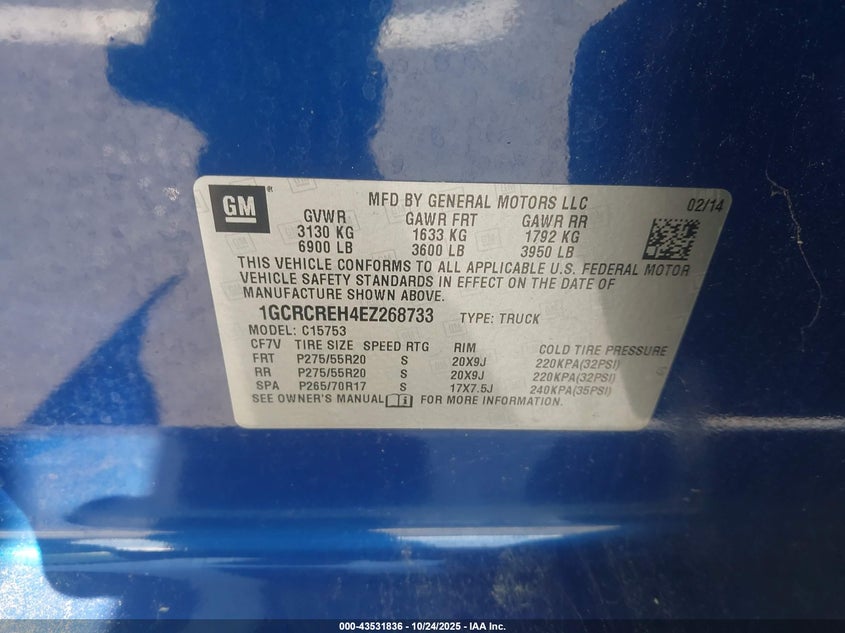 GM
MFD BY GENERAL MOTORS LLC 02/14
GVWR GAWR FRT GAWR RR
3130 KG 1633 KG 1792 KG
6900 LB 3600 LB 3950 LB
THIS VEHICLE CONFORMS TO ALL APPLICABLE U.S. FEDERAL MOTOR
VEHICLE SAFETY STANDARDS IN EFFECT ON THE DATE OF
MANUFACTURE SHOWN ABOVE.
1GCRCREH4EZ268733 TYPE: TRUCK
MODEL: C15753
CF7V TIRE SIZE SPEED RTG RIM COLD TIRE PRESSURE
FRT P275/55R20 S 20X9J 220KPA(32PSI)
RR P275/55R20 S 20X9J 220KPA(32PSI)
SPA P265/70R17 S 17X7.5J 240KPA(35PSI)
SEE OWNER'S MANUAL FOR MORE INFORMATION.
000-43531836 - 10/24/2025 - IAA Inc.